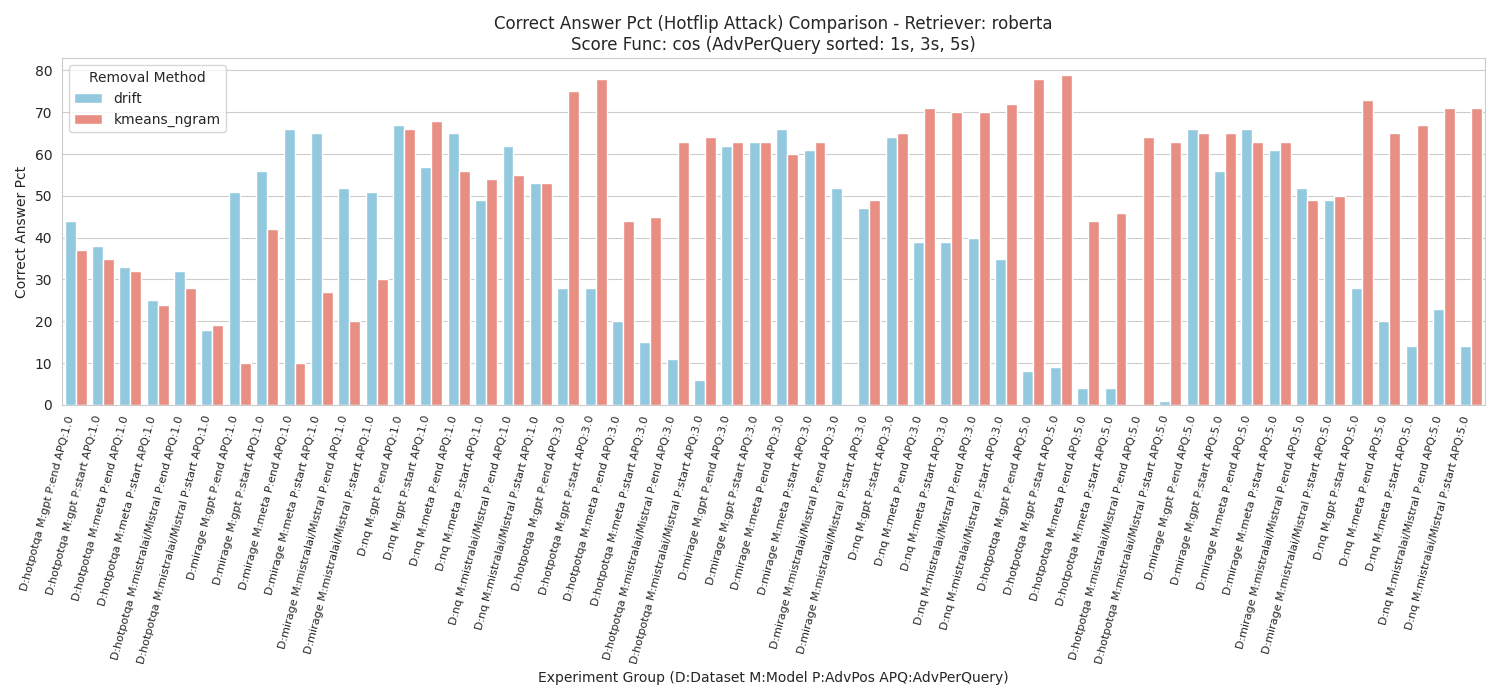 Correct Answer Pct (Hotflip Attack) Comparison - Retriever: roberta
Score Func: cos (AdvPerQuery sorted: 1s, 3s, 5s)
Removal Method
drift
kmeans_ngram
Correct Answer Pct
80
70
60
50
40
30
20
10
0
D:hotpotqa M:gpt P:end APQ:1.0
D:hotpotqa M:gpt P:start APQ:1.0
D:hotpotqa M:meta P:end APQ:1.0
D:hotpotqa M:meta P:start APQ:1.0
D:hotpotqa M:mistralai/Mistral P:end APQ:1.0
D:hotpotqa M:mistralai/Mistral P:start APQ:1.0
D:mirage M:gpt P:end APQ:1.0
D:mirage M:gpt P:start APQ:1.0
D:mirage M:meta P:end APQ:1.0
D:mirage M:meta P:start APQ:1.0
D:mirage M:mistralai/Mistral P:end APQ:1.0
D:mirage M:mistralai/Mistral P:start APQ:1.0
D:nq M:gpt P:end APQ:1.0
D:nq M:gpt P:start APQ:1.0
D:nq M:meta P:end APQ:1.0
D:nq M:meta P:start APQ:1.0
D:nq M:mistralai/Mistral P:end APQ:1.0
D:nq M:mistralai/Mistral P:start APQ:1.0
D:hotpotqa M:gpt P:end APQ:3.0
D:hotpotqa M:gpt P:start APQ:3.0
D:hotpotqa M:meta P:end APQ:3.0
D:hotpotqa M:meta P:start APQ:3.0
D:hotpotqa M:mistralai/Mistral P:end APQ:3.0
D:hotpotqa M:mistralai/Mistral P:start APQ:3.0
D:mirage M:gpt P:end APQ:3.0
D:mirage M:gpt P:start APQ:3.0
D:mirage M:meta P:end APQ:3.0
D:mirage M:meta P:start APQ:3.0
D:mirage M:mistralai/Mistral P:end APQ:3.0
D:mirage M:mistralai/Mistral P:start APQ:3.0
D:nq M:gpt P:start APQ:3.0
D:nq M:meta P:end APQ:3.0
D:nq M:meta P:start APQ:3.0
D:nq M:mistralai/Mistral P:end APQ:3.0
D:nq M:mistralai/Mistral P:start APQ:3.0
D:hotpotqa M:gpt P:end APQ:5.0
D:hotpotqa M:gpt P:start APQ:5.0
D:hotpotqa M:meta P:end APQ:5.0
D:hotpotqa M:meta P:start APQ:5.0
D:hotpotqa M:mistralai/Mistral P:end APQ:5.0
D:hotpotqa M:mistralai/Mistral P:start APQ:5.0
D:mirage M:gpt P:end APQ:5.0
D:mirage M:gpt P:start APQ:5.0
D:mirage M:meta P:end APQ:5.0
D:mirage M:meta P:start APQ:5.0
D:mirage M:mistralai/Mistral P:end APQ:5.0
D:mirage M:mistralai/Mistral P:start APQ:5.0
D:nq M:gpt P:start APQ:5.0
D:nq M:meta P:end APQ:5.0
D:nq M:meta P:start APQ:5.0
D:nq M:mistralai/Mistral P:end APQ:5.0
D:nq M:mistralai/Mistral P:start APQ:5.0
Experiment Group (D:Dataset M:Model P:AdvPos APQ:AdvPerQuery)